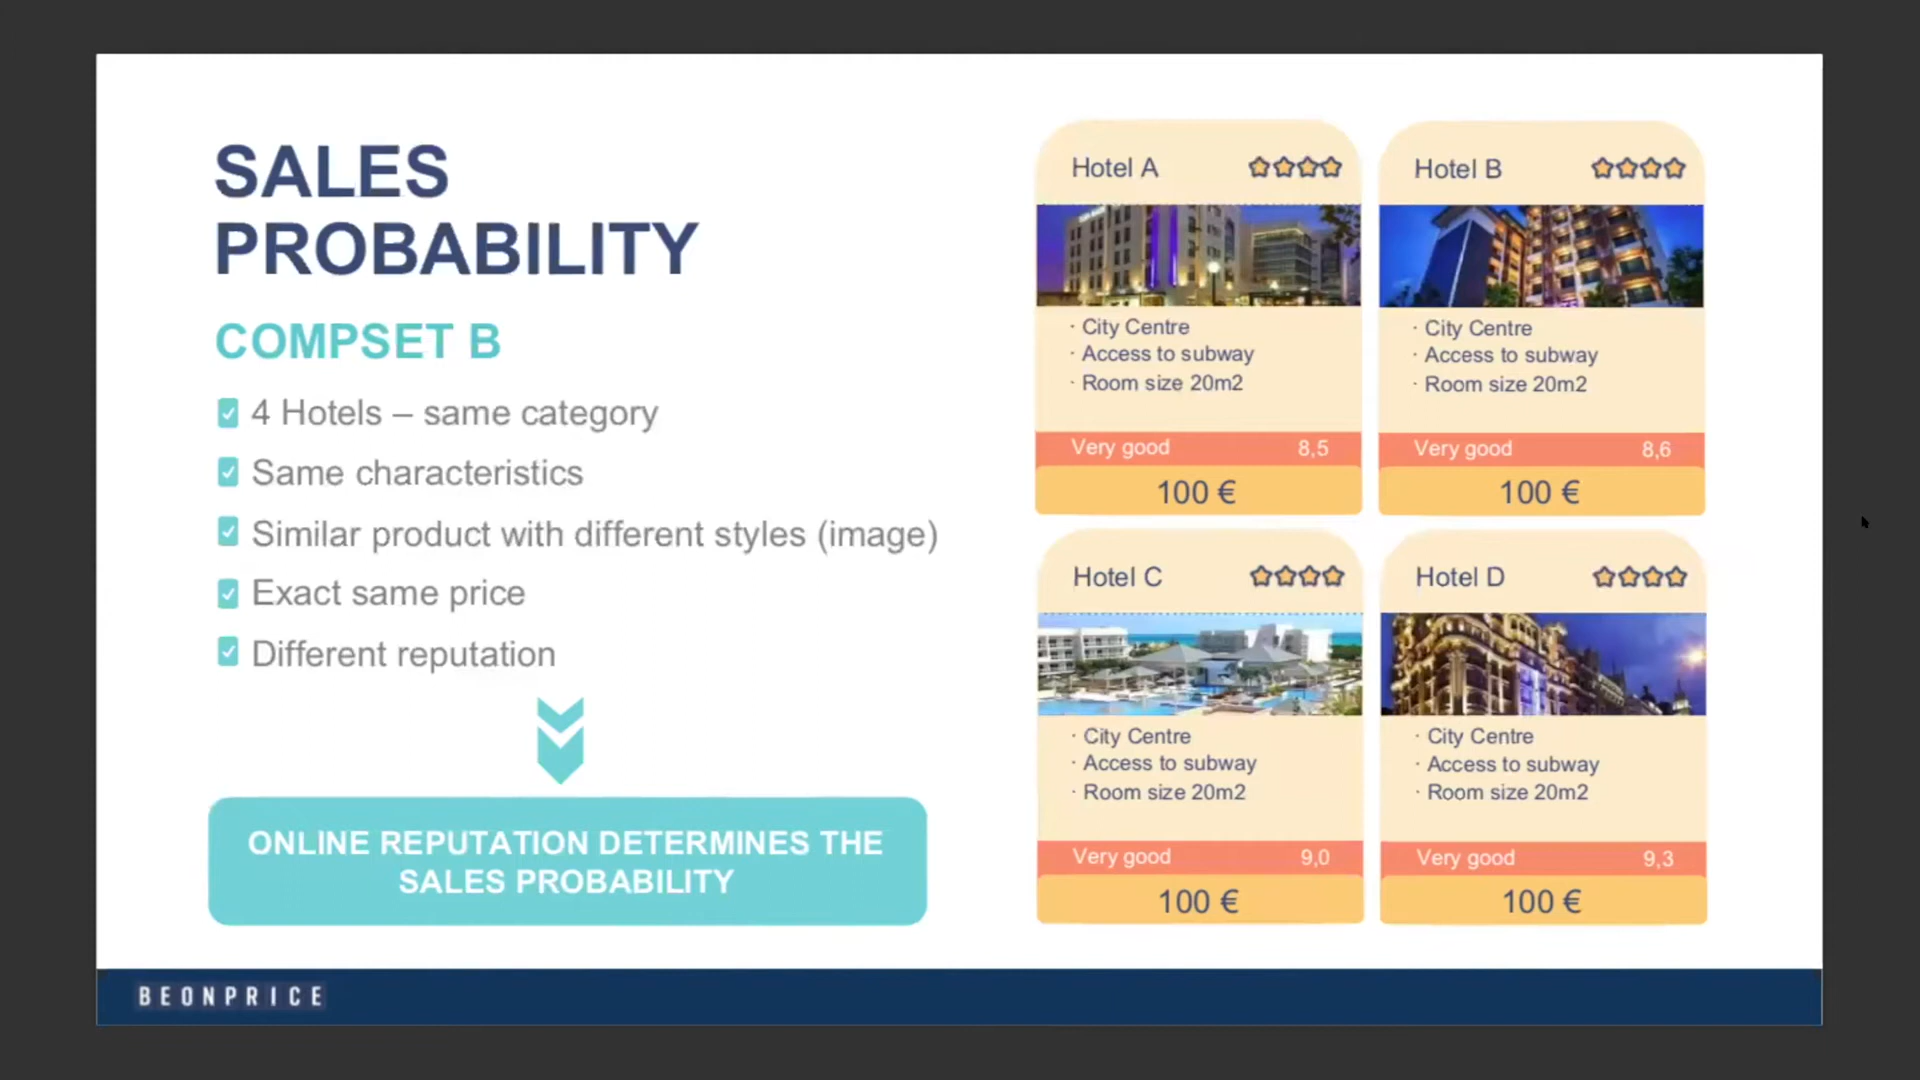 SALES
PROBABILITY
COMPSET B
4 Hotels – same category
Same characteristics
Similar product with different styles (image)
Exact same price
Different reputation
ONLINE REPUTATION DETERMINES THE
SALES PROBABILITY
Hotel A
· City Centre
· Access to subway
· Room size 20m2
Very good 8,5
100 €
Hotel B
· City Centre
· Access to subway
· Room size 20m2
Very good 8,6
100 €
Hotel C
· City Centre
· Access to subway
· Room size 20m2
Very good 9,0
100 €
Hotel D
· City Centre
· Access to subway
· Room size 20m2
Very good 9,3
100 €
BEONPRICE